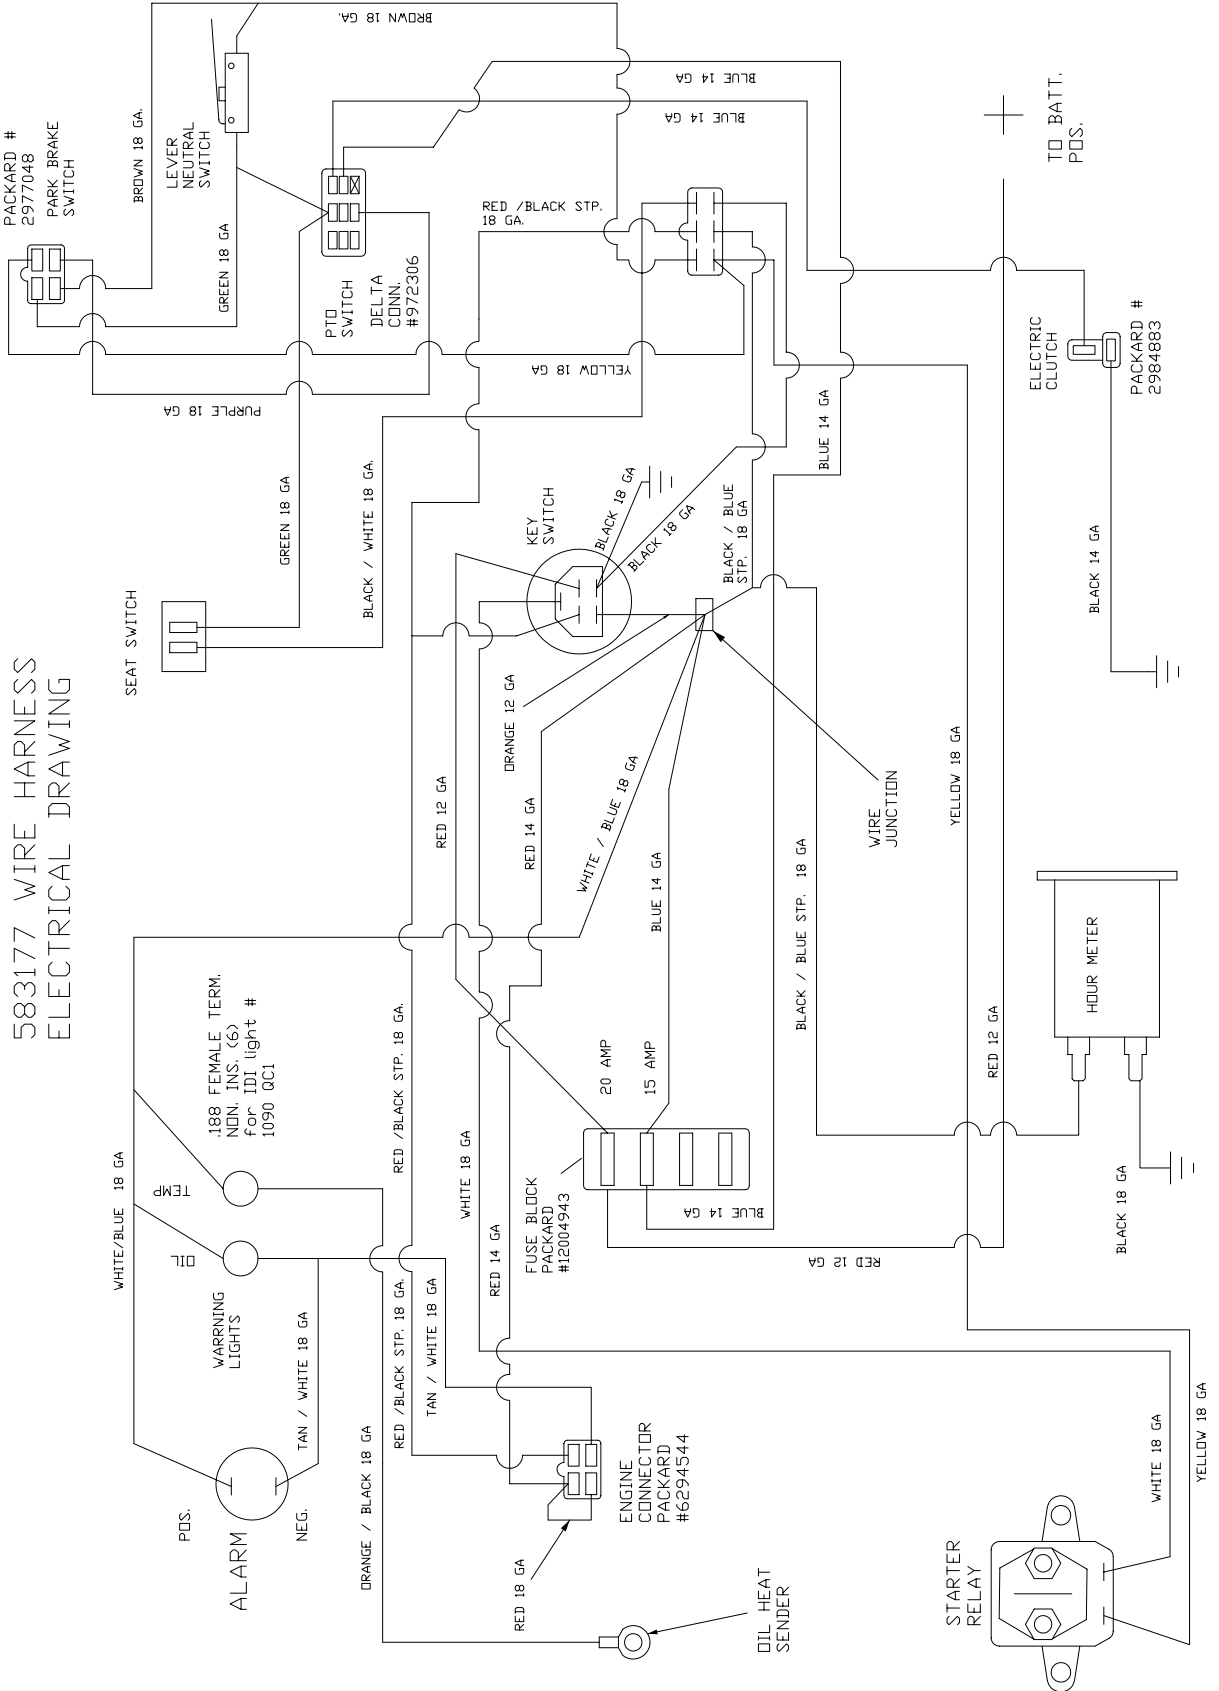 583177 WIRE HARNESS
ELECTRICAL DRAWING
PACKARD #
2977048
PARK BRAKE
SWITCH
BROWN 18 GA.
BROWN 18 GA.
LEVER
NEUTRAL
SWITCH
GREEN 18 GA
PTO
SWITCH
DELTA
CONN.
#972306
BLUE 14 GA
BLUE 14 GA
RED /BLACK STP.
18 GA.
TO BATT.
POS.
PURPLE 18 GA
YELLOW 18 GA
GREEN 18 GA
BLACK / WHITE 18 GA.
SEAT SWITCH
KEY
SWITCH
BLACK 18 GA
BLACK 18 GA
BLACK / BLUE
STP. 18 GA
BLUE 14 GA
ELECTRIC
CLUTCH
PACKARD #
2984883
BLACK 14 GA
ORANGE 12 GA
RED 12 GA
RED 14 GA
WHITE / BLUE 18 GA
BLUE 14 GA
WIRE
JUNCTION
YELLOW 18 GA
BLACK / BLUE STP. 18 GA
HOUR METER
RED 12 GA
BLACK 18 GA
.188 FEMALE TERM.
NON. INS. (6)
for IDI light #
1090 QC1
RED /BLACK STP. 18 GA.
20 AMP
15 AMP
WHITE/BLUE 18 GA
TEMP
OIL
WARRNING
LIGHTS
WHITE 18 GA
RED 14 GA
FUSE BLOCK
PACKARD
#12004943
BLUE 14 GA
RED 12 GA
TAN / WHITE 18 GA
RED /BLACK STP. 18 GA.
TAN / WHITE 18 GA
POS.
ALARM
NEG.
ORANGE / BLACK 18 GA
ENGINE
CONNECTOR
PACKARD
#6294544
RED 18 GA
OIL HEAT
SENDER
STARTER
RELAY
WHITE 18 GA
YELLOW 18 GA